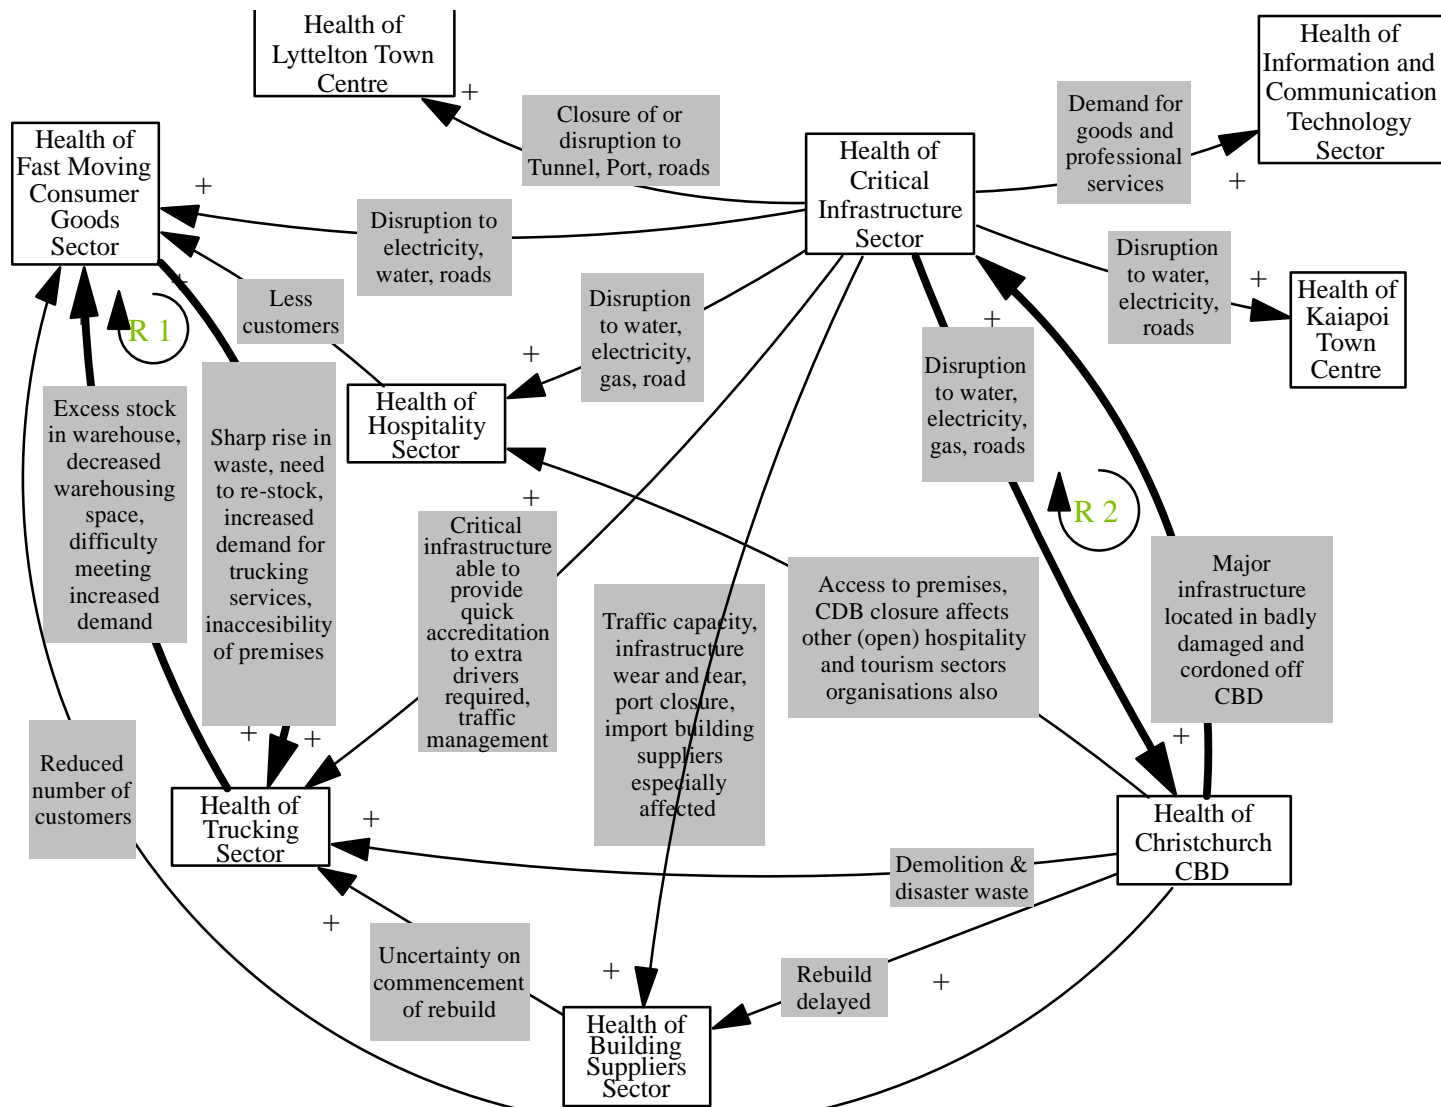 Health of
Lyttelton Town
Centre
+
Health of
Information and
Communication
Technology
Sector
Closure of or
disruption to
Tunnel, Port, roads
Demand for
goods and
professional
services
+
Health of
Fast Moving
Consumer
Goods
Sector
+
Health of
Critical
Infrastructure
Sector
Disruption to
electricity,
water, roads
Disruption
to water,
electricity,
roads
+
Health of
Kaiapoi
Town
Centre
+
R 1
Less
customers
Disruption
to water,
electricity,
gas, road
+
+
Disruption
to water,
electricity,
gas, roads
Health of
Hospitality
Sector
Excess stock
in warehouse,
decreased
warehousing
space,
difficulty
meeting
increased
demand
Sharp rise in
waste, need
to re-stock,
increased
demand for
trucking
services,
inaccesibility
of premises
+
Critical
infrastructure
able to
provide
quick
accreditation
to extra
drivers
required,
traffic
management
R 2
Traffic capacity,
infrastructure
wear and tear,
port closure,
import building
suppliers
especially
affected
Access to premises,
CDB closure affects
other (open) hospitality
and tourism sectors
organisations also
Major
infrastructure
located in badly
damaged and
cordoned off
CBD
+
+
+
Reduced
number of
customers
Health of
Trucking
Sector
+
Health of
Christchurch
CBD
Demolition &
disaster waste
+
Uncertainty on
commencement
of rebuild
+
Rebuild
delayed
+
Health of
Building
Suppliers
Sector